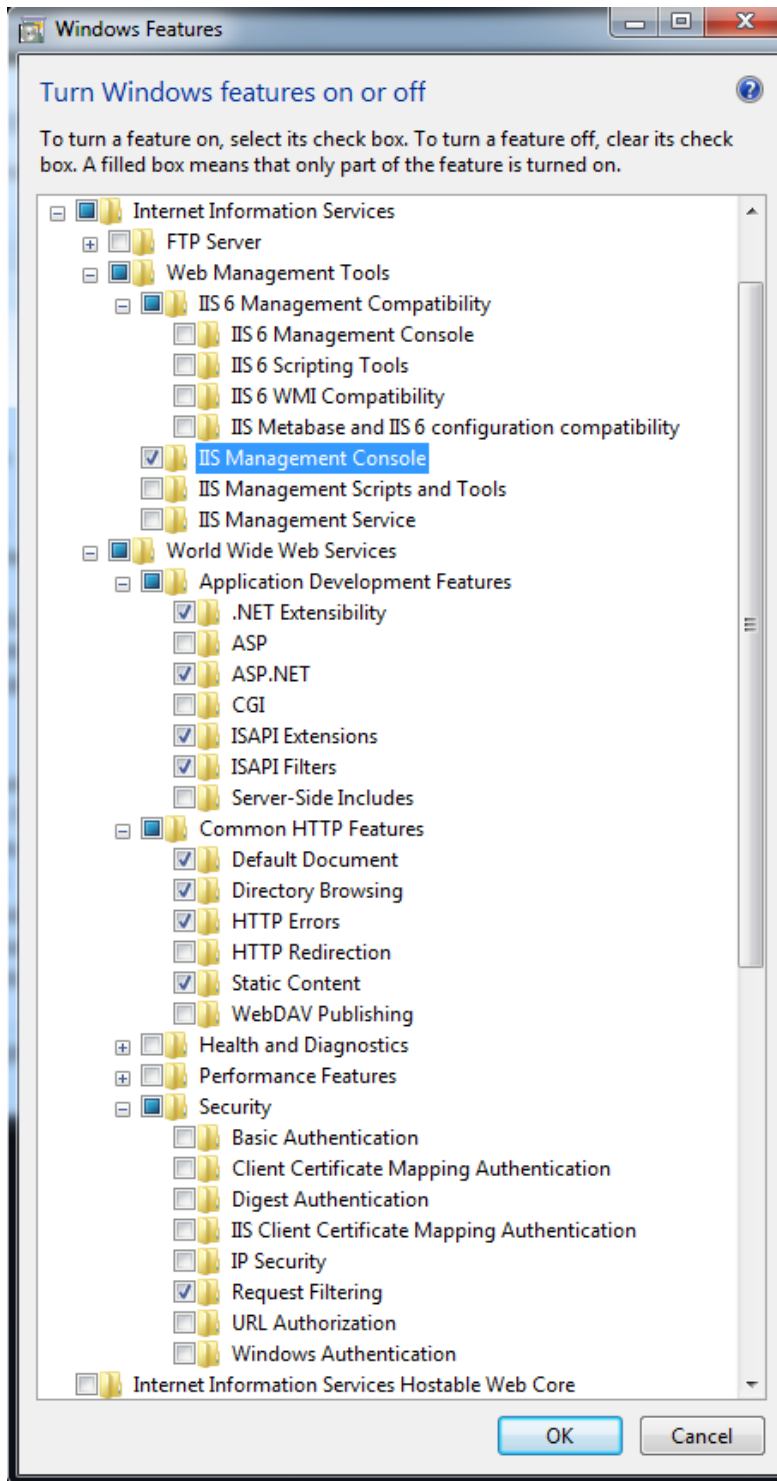 Windows Features
Turn Windows features on or off
To turn a feature on, select its check box. To turn a feature off, clear its check
box. A filled box means that only part of the feature is turned on.
Internet Information Services
FTP Server
Web Management Tools
IIS 6 Management Compatibility
IIS 6 Management Console
IIS 6 Scripting Tools
IIS 6 WMI Compatibility
IIS Metabase and IIS 6 configuration compatibility
IIS Management Console
IIS Management Scripts and Tools
IIS Management Service
World Wide Web Services
Application Development Features
.NET Extensibility
ASP
ASP.NET
CGI
ISAPI Extensions
ISAPI Filters
Server-Side Includes
Common HTTP Features
Default Document
Directory Browsing
HTTP Errors
HTTP Redirection
Static Content
WebDAV Publishing
Health and Diagnostics
Performance Features
Security
Basic Authentication
Client Certificate Mapping Authentication
Digest Authentication
IIS Client Certificate Mapping Authentication
IP Security
Request Filtering
URL Authorization
Windows Authentication
Internet Information Services Hostable Web Core
OK
Cancel